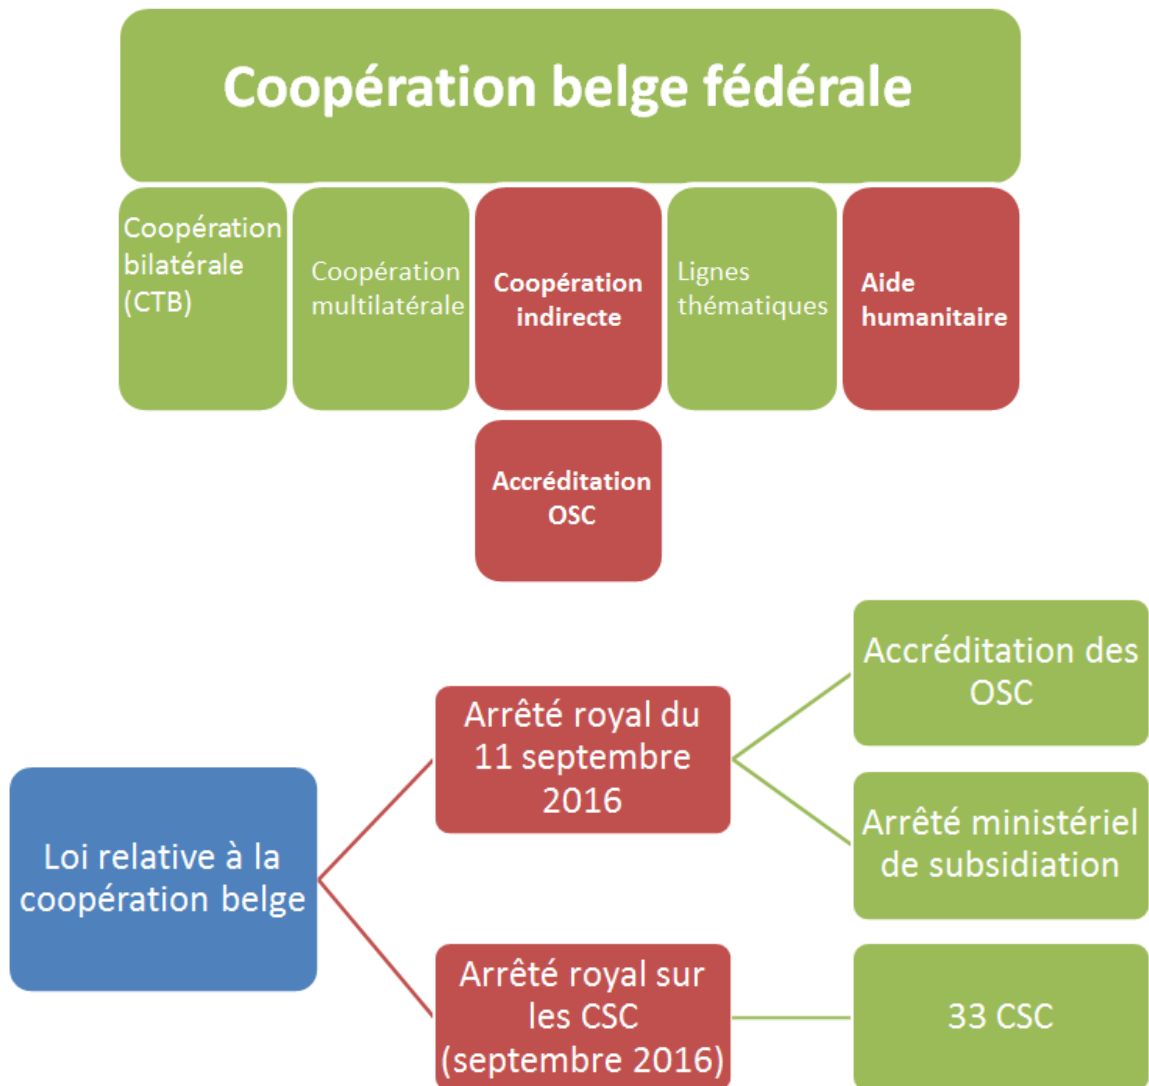 Coopération belge fédérale
Coopération
bilatérale
(CTB)
Coopération
multilatérale
Coopération
indirecte
Lignes
thématiques
Aide
humanitaire
Accréditation
OSC
Loi relative à la
coopération belge
Arrêté royal du
11 septembre
2016
Accréditation des
OSC
Arrêté ministériel
de subsidiation
Arrêté royal sur
les CSC
(septembre 2016)
33 CSC